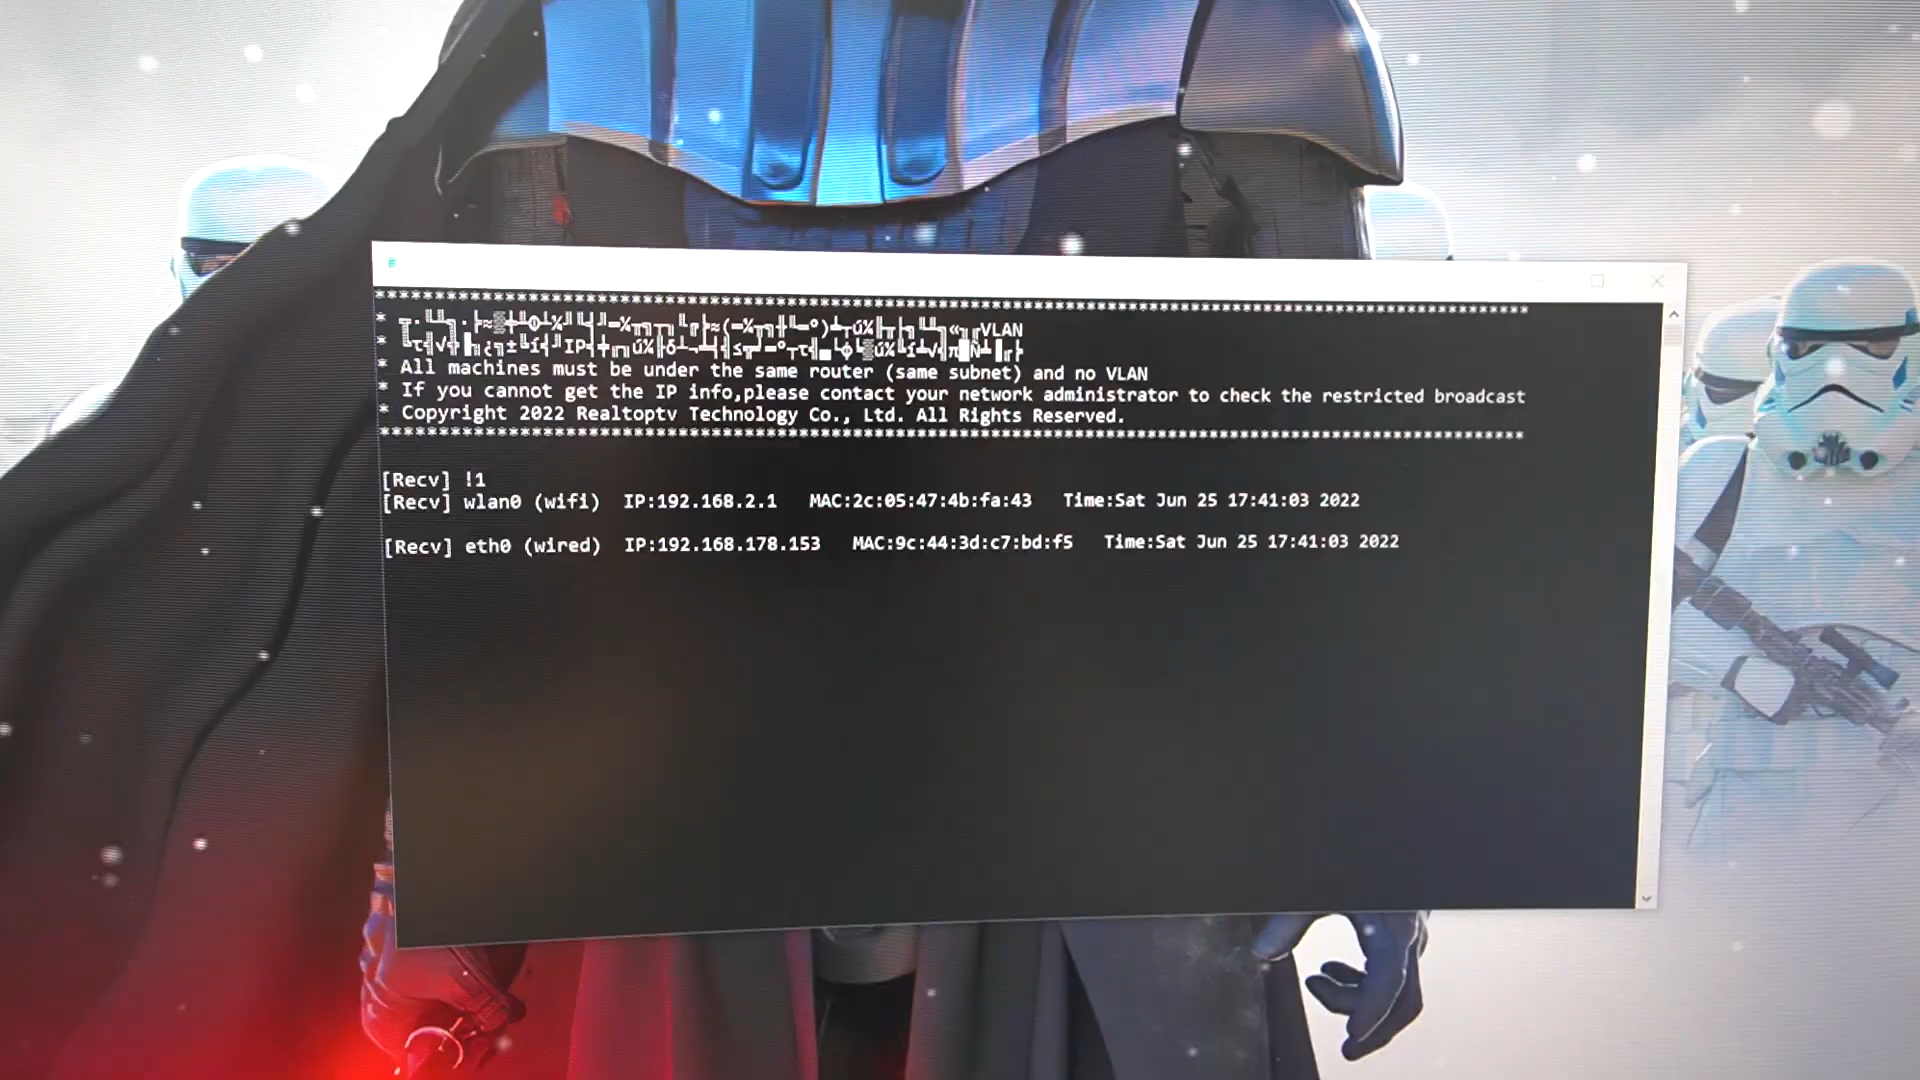 ******************************************************************************************
*
*
* All machines must be under the same router (same subnet) and no VLAN
* If you cannot get the IP info,please contact your network administrator to check the restricted broadcast
* Copyright 2022 Realtoptv Technology Co., Ltd. All Rights Reserved.
******************************************************************************************
[Recv] !1
[Recv] wlan0 (wifi) IP:192.168.2.1 MAC:2c:05:47:4b:fa:43 Time:Sat Jun 25 17:41:03 2022
[Recv] eth0 (wired) IP:192.168.178.153 MAC:9c:44:3d:c7:bd:f5 Time:Sat Jun 25 17:41:03 2022